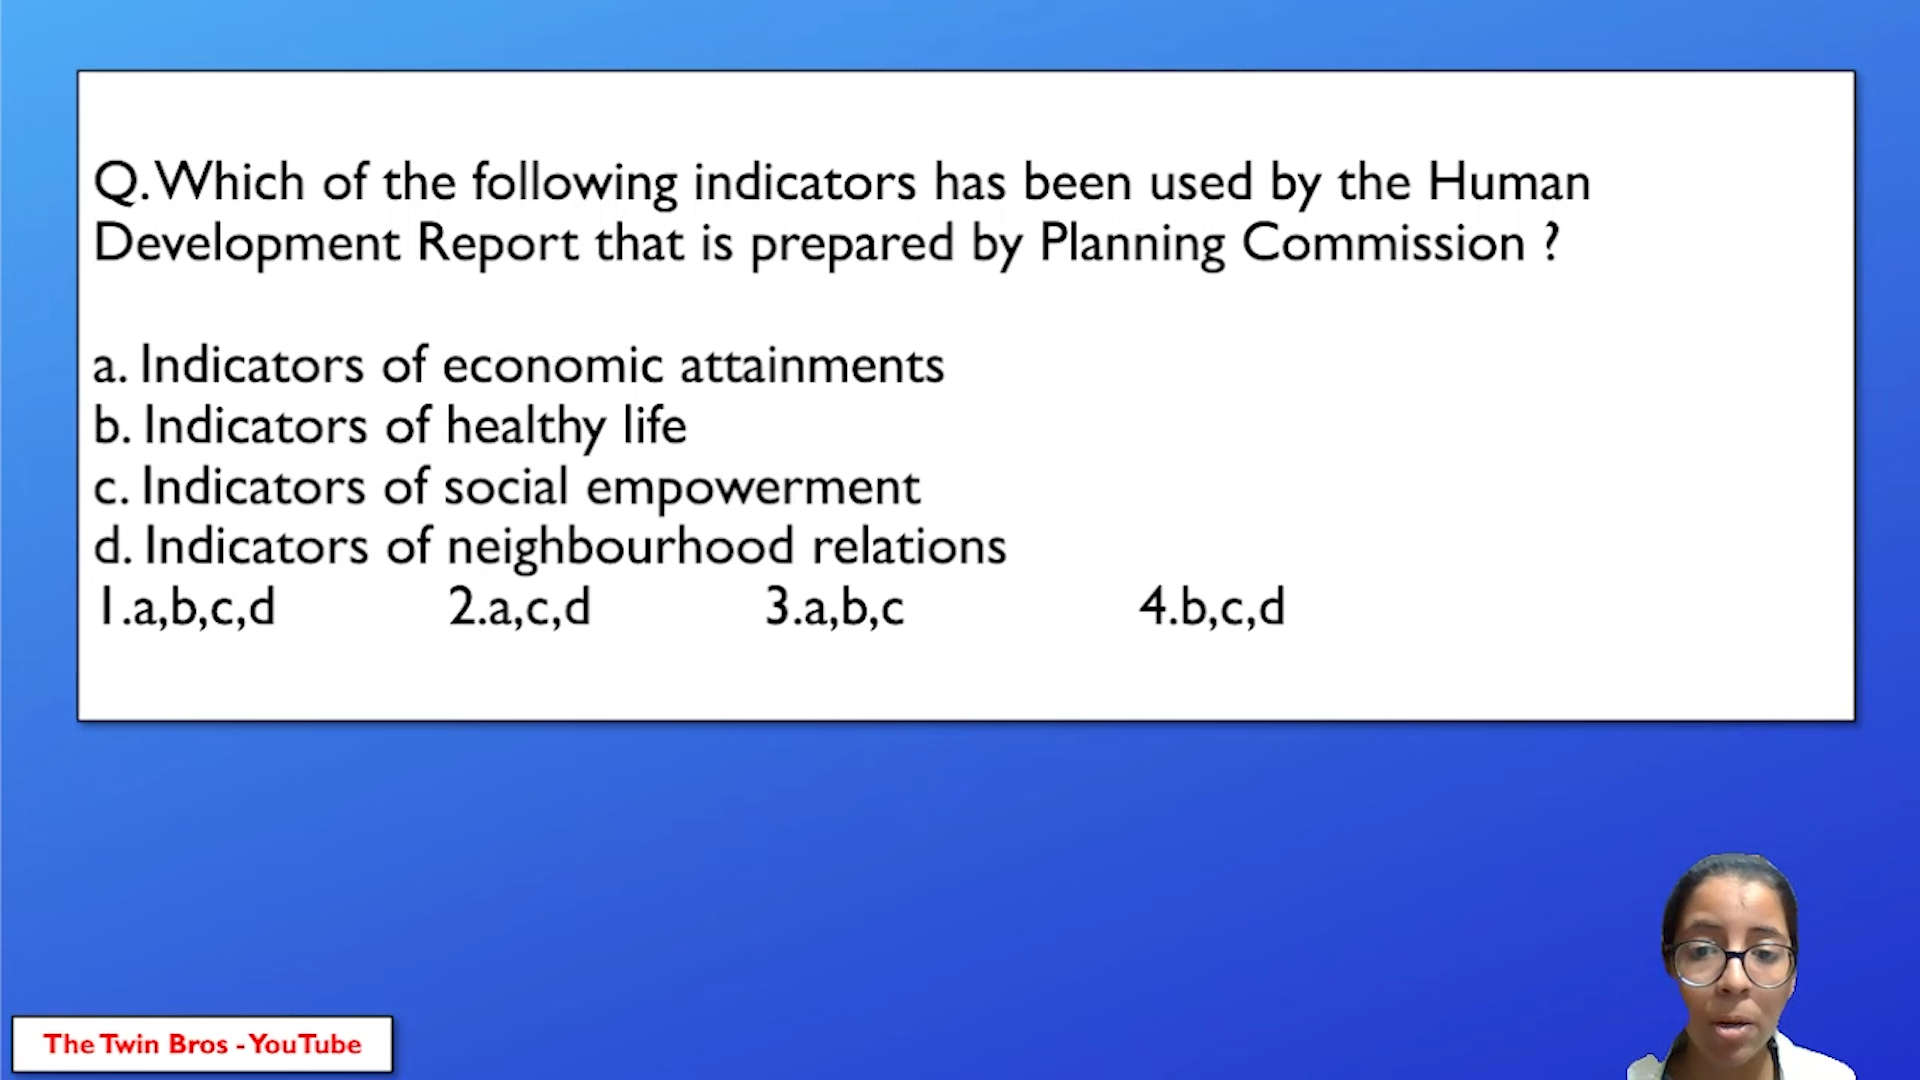 Q. Which of the following indicators has been used by the Human
Development Report that is prepared by Planning Commission ?
a. Indicators of economic attainments
b. Indicators of healthy life
c. Indicators of social empowerment
d. Indicators of neighbourhood relations
1.a,b,c,d 2.a,c,d 3.a,b,c 4.b,c,d
The Twin Bros - YouTube